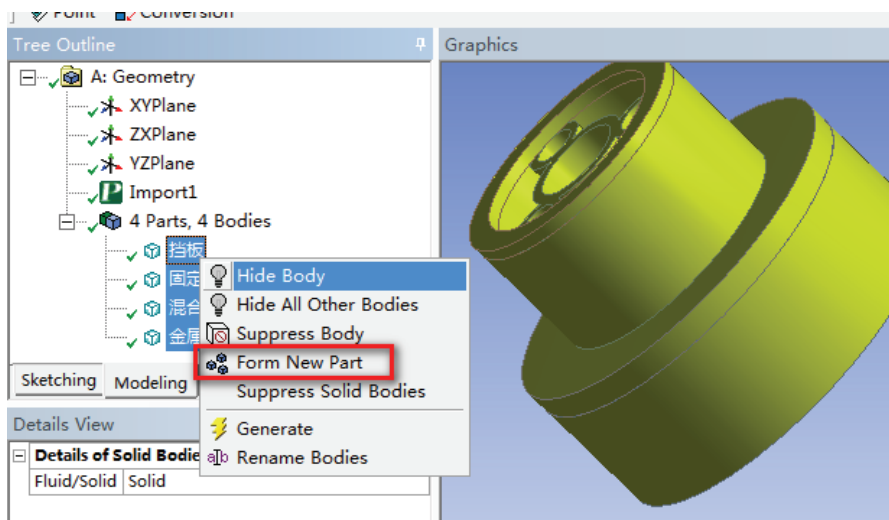 Point Conversion
Tree Outline
Graphics
A: Geometry
XYPlane
ZXPlane
YZPlane
Import1
4 Parts, 4 Bodies
挡板
固定
混合
金属
Hide Body
Hide All Other Bodies
Suppress Body
Form New Part
Suppress Solid Bodies
Generate
Rename Bodies
Sketching Modeling
Details View
Details of Solid Bodie
Fluid/Solid Solid